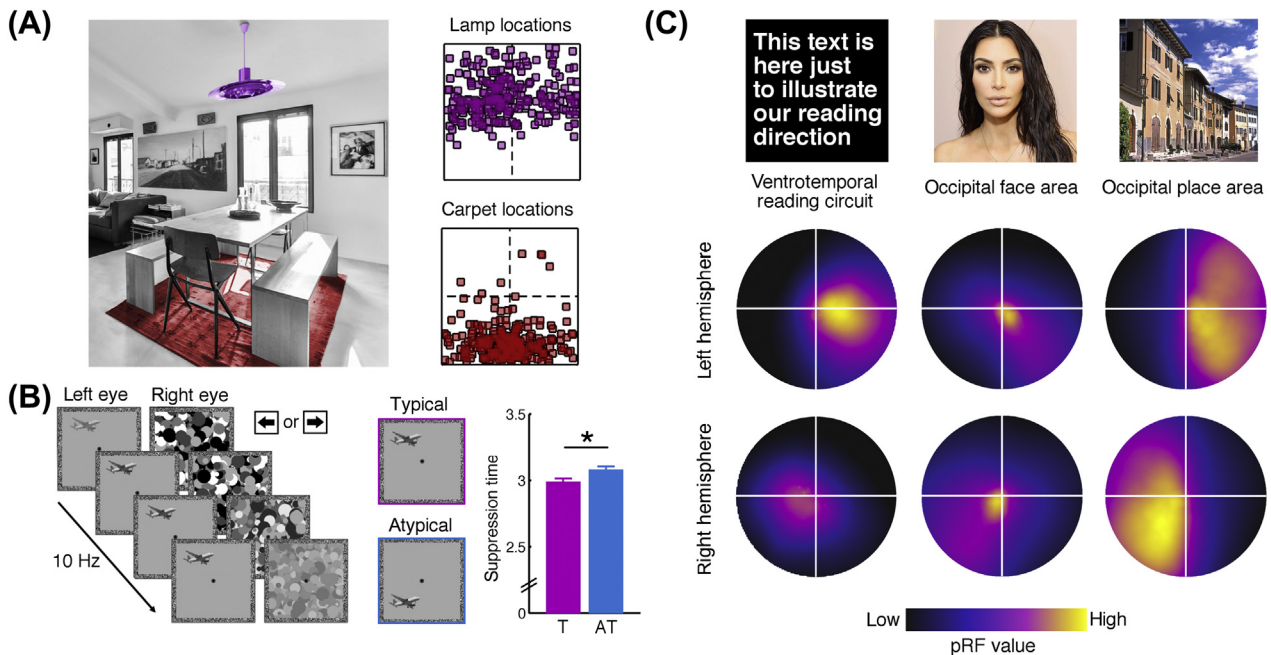 (A)
Lamp locations
Carpet locations
(B)
Left eye
Right eye
or
10 Hz
Typical
Atypical
Suppression time
3.5
3
2.5
0
T
AT
*
(C)
This text is
here just
to illustrate
our reading
direction
Ventrotemporal
reading circuit
Occipital face area
Occipital place area
Left hemisphere
Right hemisphere
Low
High
pRF value